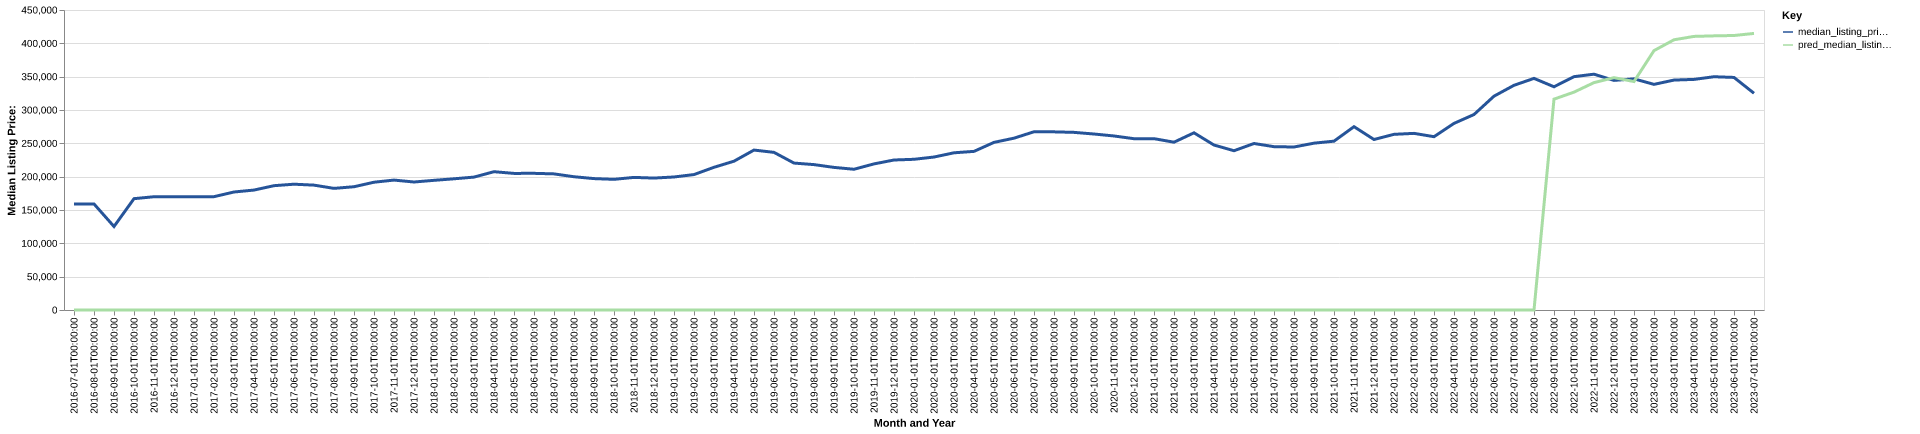 450,000
400,000
350,000
300,000
250,000
200,000
150,000
100,000
50,000
0
Median Listing Price:
2016-07-01T00:00:00
2016-08-01T00:00:00
2016-09-01T00:00:00
2016-10-01T00:00:00
2016-11-01T00:00:00
2016-12-01T00:00:00
2017-01-01T00:00:00
2017-02-01T00:00:00
2017-03-01T00:00:00
2017-04-01T00:00:00
2017-05-01T00:00:00
2017-06-01T00:00:00
2017-07-01T00:00:00
2017-08-01T00:00:00
2017-09-01T00:00:00
2017-10-01T00:00:00
2017-11-01T00:00:00
2017-12-01T00:00:00
2018-01-01T00:00:00
2018-02-01T00:00:00
2018-03-01T00:00:00
2018-04-01T00:00:00
2018-05-01T00:00:00
2018-06-01T00:00:00
2018-07-01T00:00:00
2018-08-01T00:00:00
2018-09-01T00:00:00
2018-10-01T00:00:00
2018-11-01T00:00:00
2018-12-01T00:00:00
2019-01-01T00:00:00
2019-02-01T00:00:00
2019-03-01T00:00:00
2019-04-01T00:00:00
2019-05-01T00:00:00
2019-06-01T00:00:00
2019-07-01T00:00:00
2019-08-01T00:00:00
2019-09-01T00:00:00
2019-10-01T00:00:00
2019-11-01T00:00:00
2019-12-01T00:00:00
2020-01-01T00:00:00
2020-02-01T00:00:00
2020-03-01T00:00:00
2020-04-01T00:00:00
2020-05-01T00:00:00
2020-06-01T00:00:00
2020-07-01T00:00:00
2020-08-01T00:00:00
2020-09-01T00:00:00
2020-10-01T00:00:00
2020-11-01T00:00:00
2020-12-01T00:00:00
2021-01-01T00:00:00
2021-02-01T00:00:00
2021-03-01T00:00:00
2021-04-01T00:00:00
2021-05-01T00:00:00
2021-06-01T00:00:00
2021-07-01T00:00:00
2021-08-01T00:00:00
2021-09-01T00:00:00
2021-10-01T00:00:00
2021-11-01T00:00:00
2021-12-01T00:00:00
2022-01-01T00:00:00
2022-02-01T00:00:00
2022-03-01T00:00:00
2022-04-01T00:00:00
2022-05-01T00:00:00
2022-06-01T00:00:00
2022-07-01T00:00:00
2022-08-01T00:00:00
2022-09-01T00:00:00
2022-10-01T00:00:00
2022-11-01T00:00:00
2022-12-01T00:00:00
2023-01-01T00:00:00
2023-02-01T00:00:00
2023-03-01T00:00:00
2023-04-01T00:00:00
2023-05-01T00:00:00
2023-06-01T00:00:00
2023-07-01T00:00:00
Month and Year
Key
median_listing_pri…
pred_median_listin…